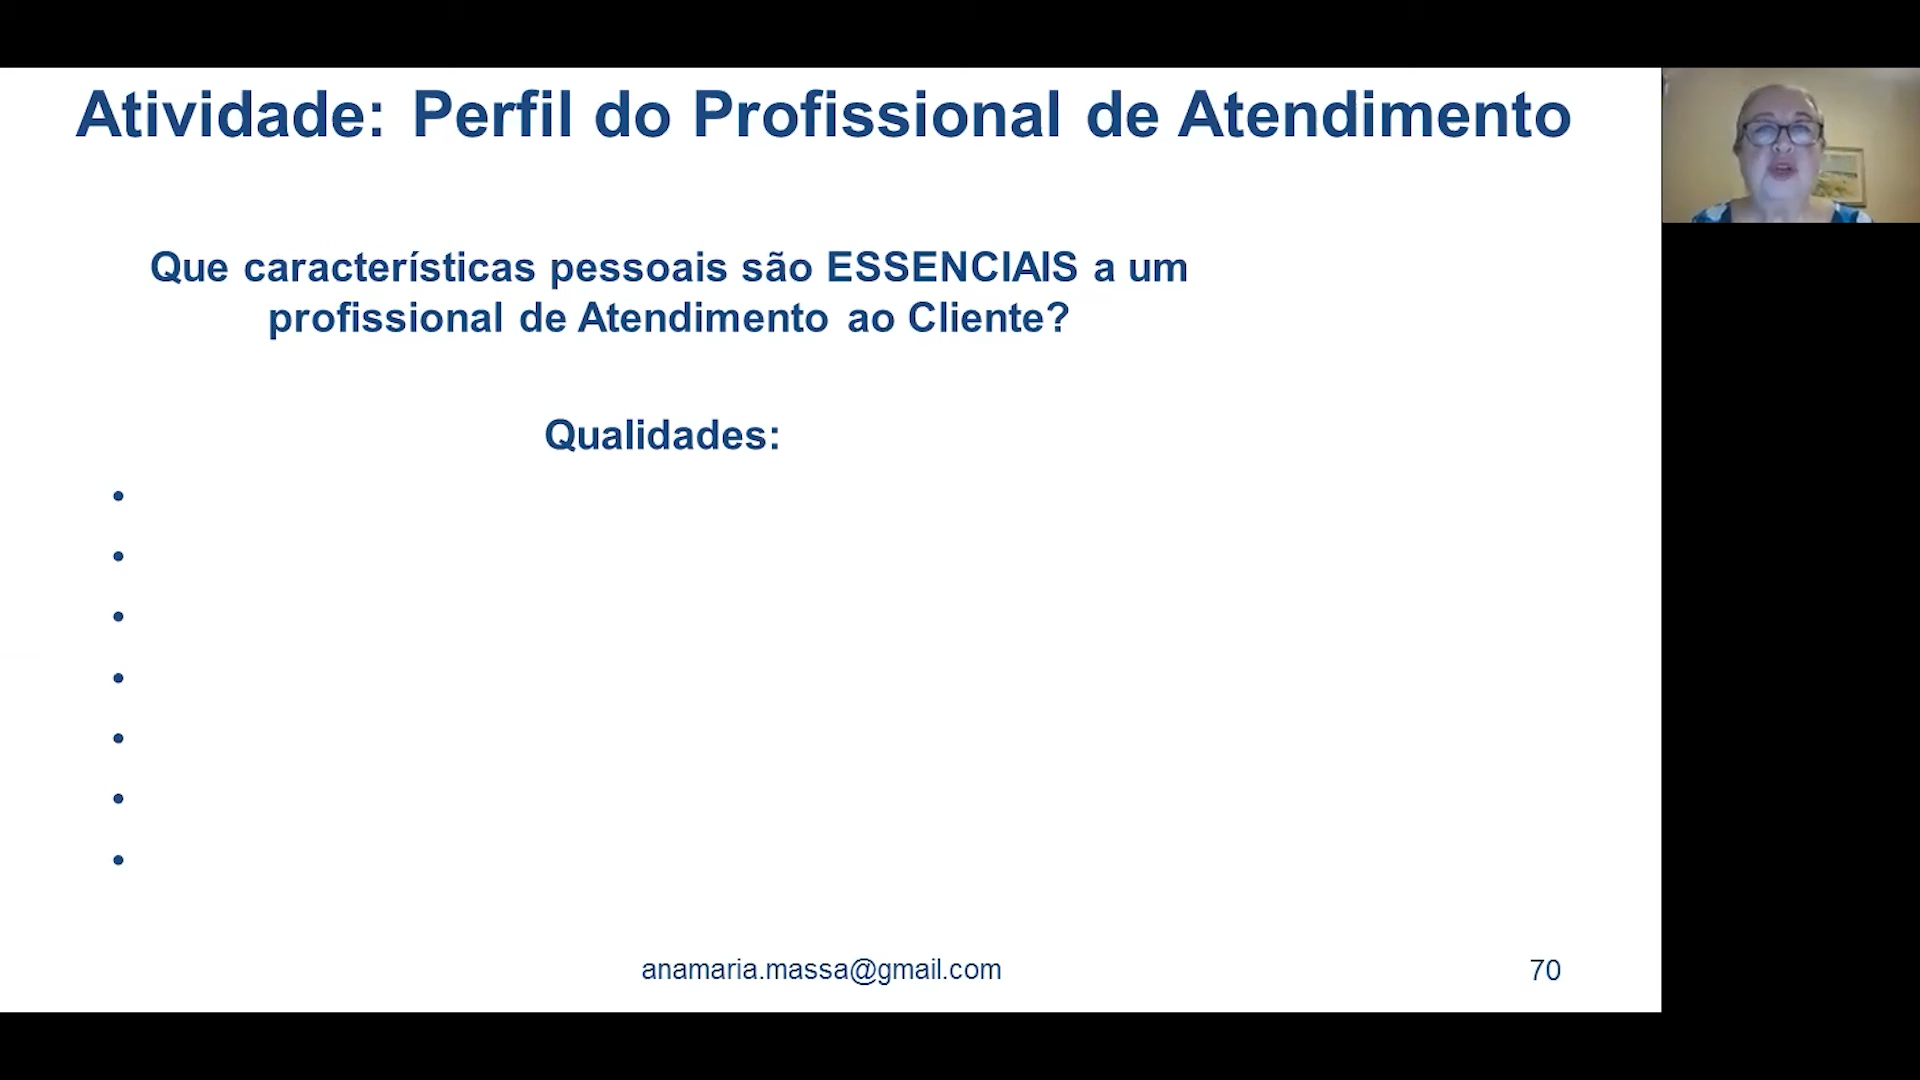 Atividade: Perfil do Profissional de Atendimento
Que características pessoais são ESSENCIAIS a um
profissional de Atendimento ao Cliente?
Qualidades:
•
•
•
•
•
•
•
anamaria.massa@gmail.com
70